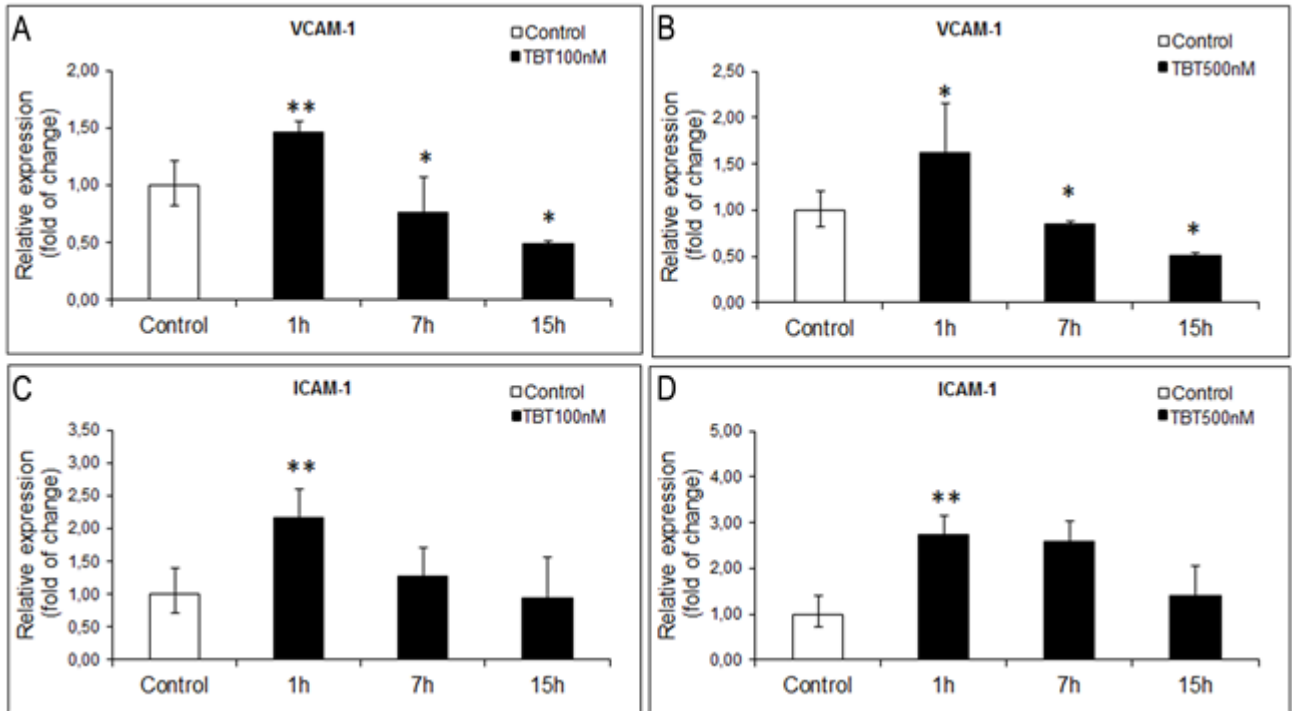 A
VCAM-1
Control
TBT100nM
Relative expression
(fold of change)
2,00
1,50
1,00
0,50
0,00
**
*
*
Control 1h 7h 15h
B
VCAM-1
Control
TBT500nM
Relative expression
(fold of change)
2,50
2,00
1,50
1,00
0,50
0,00
*
*
*
Control 1h 7h 15h
C
ICAM-1
Control
TBT100nM
Relative expression
(fold of change)
3,50
3,00
2,50
2,00
1,50
1,00
0,50
0,00
**
Control 1h 7h 15h
D
ICAM-1
Control
TBT500nM
Relative expression
(fold of change)
5,00
4,00
3,00
2,00
1,00
0,00
**
Control 1h 7h 15h